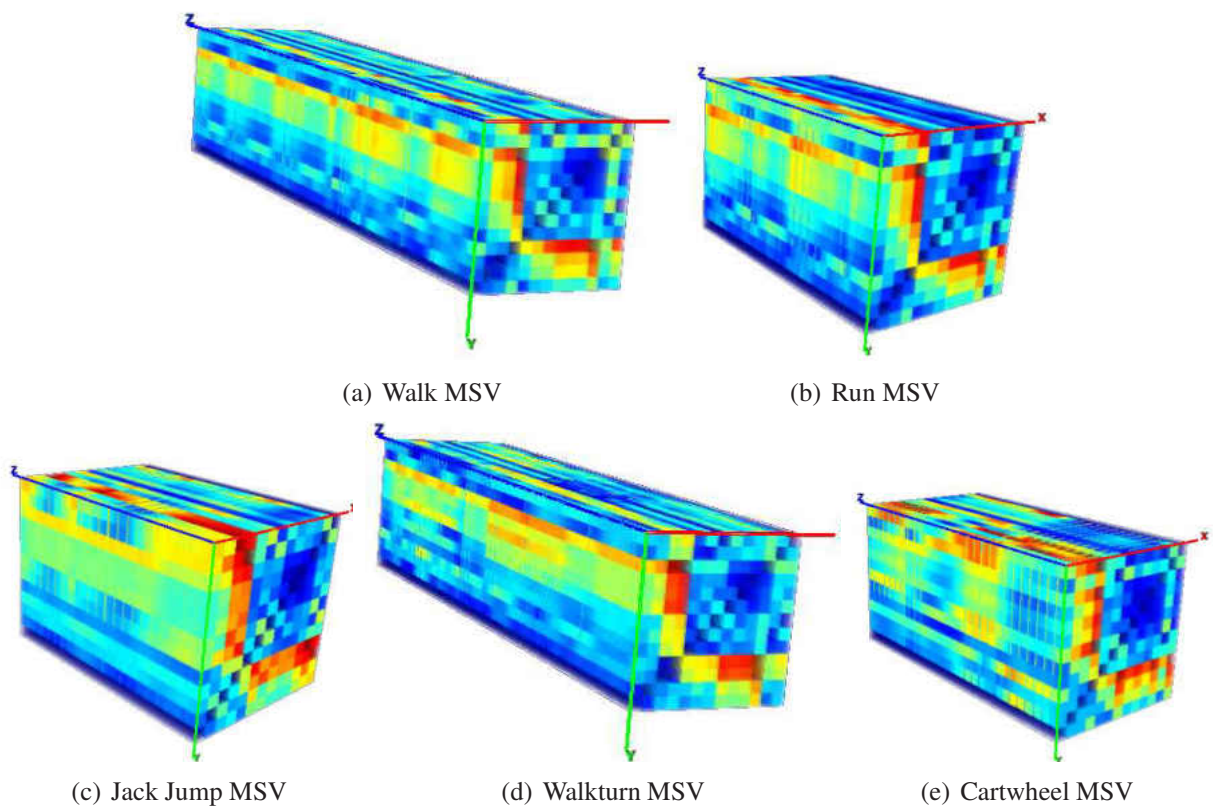 Z
Y
(a) Walk MSV
Z
X
Y
(b) Run MSV
Z
Y
(c) Jack Jump MSV
Z
Y
(d) Walkturn MSV
Z
X
Y
(e) Cartwheel MSV